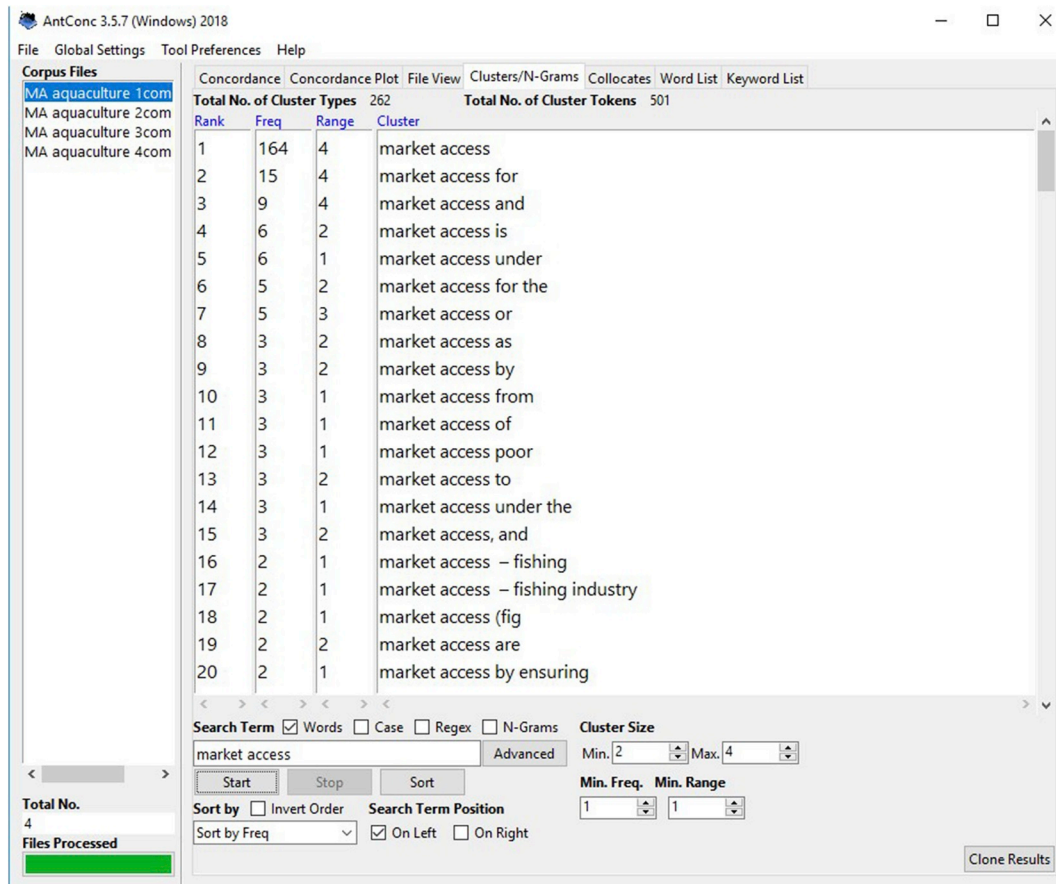 AntConc 3.5.7 (Windows) 2018
File Global Settings Tool Preferences Help
Corpus Files
MA aquaculture 1com
MA aquaculture 2com
MA aquaculture 3com
MA aquaculture 4com
Total No.
4
Files Processed
Concordance Concordance Plot File View Clusters/N-Grams Collocates Word List Keyword List
Total No. of Cluster Types 262 Total No. of Cluster Tokens 501
Rank Freq Range Cluster
1 164 4 market access
2 15 4 market access for
3 9 4 market access and
4 6 2 market access is
5 6 1 market access under
6 5 2 market access for the
7 5 3 market access or
8 3 2 market access as
9 3 2 market access by
10 3 1 market access from
11 3 1 market access of
12 3 1 market access poor
13 3 2 market access to
14 3 1 market access under the
15 3 2 market access, and
16 2 1 market access – fishing
17 2 1 market access – fishing industry
18 2 1 market access (fig
19 2 2 market access are
20 2 1 market access by ensuring
Search Term Words Case Regex N-Grams Cluster Size
market access Advanced Min. 2 Max. 4
Start Stop Sort Min. Freq. Min. Range
Sort by Invert Order Search Term Position 1 1
Sort by Freq On Left On Right
Clone Results